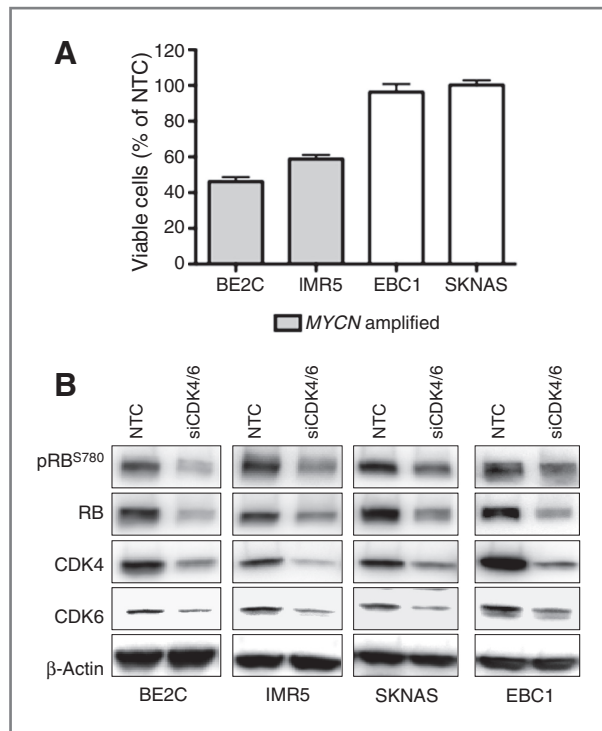 A
Viable cells (% of NTC)
120
100
80
60
40
20
0
BE2C IMR5 EBC1 SKNAS
MYCN amplified
B
NTC siCDK4/6 NTC siCDK4/6 NTC siCDK4/6 NTC siCDK4/6
pRBS780
RB
CDK4
CDK6
β-Actin
BE2C IMR5 SKNAS EBC1